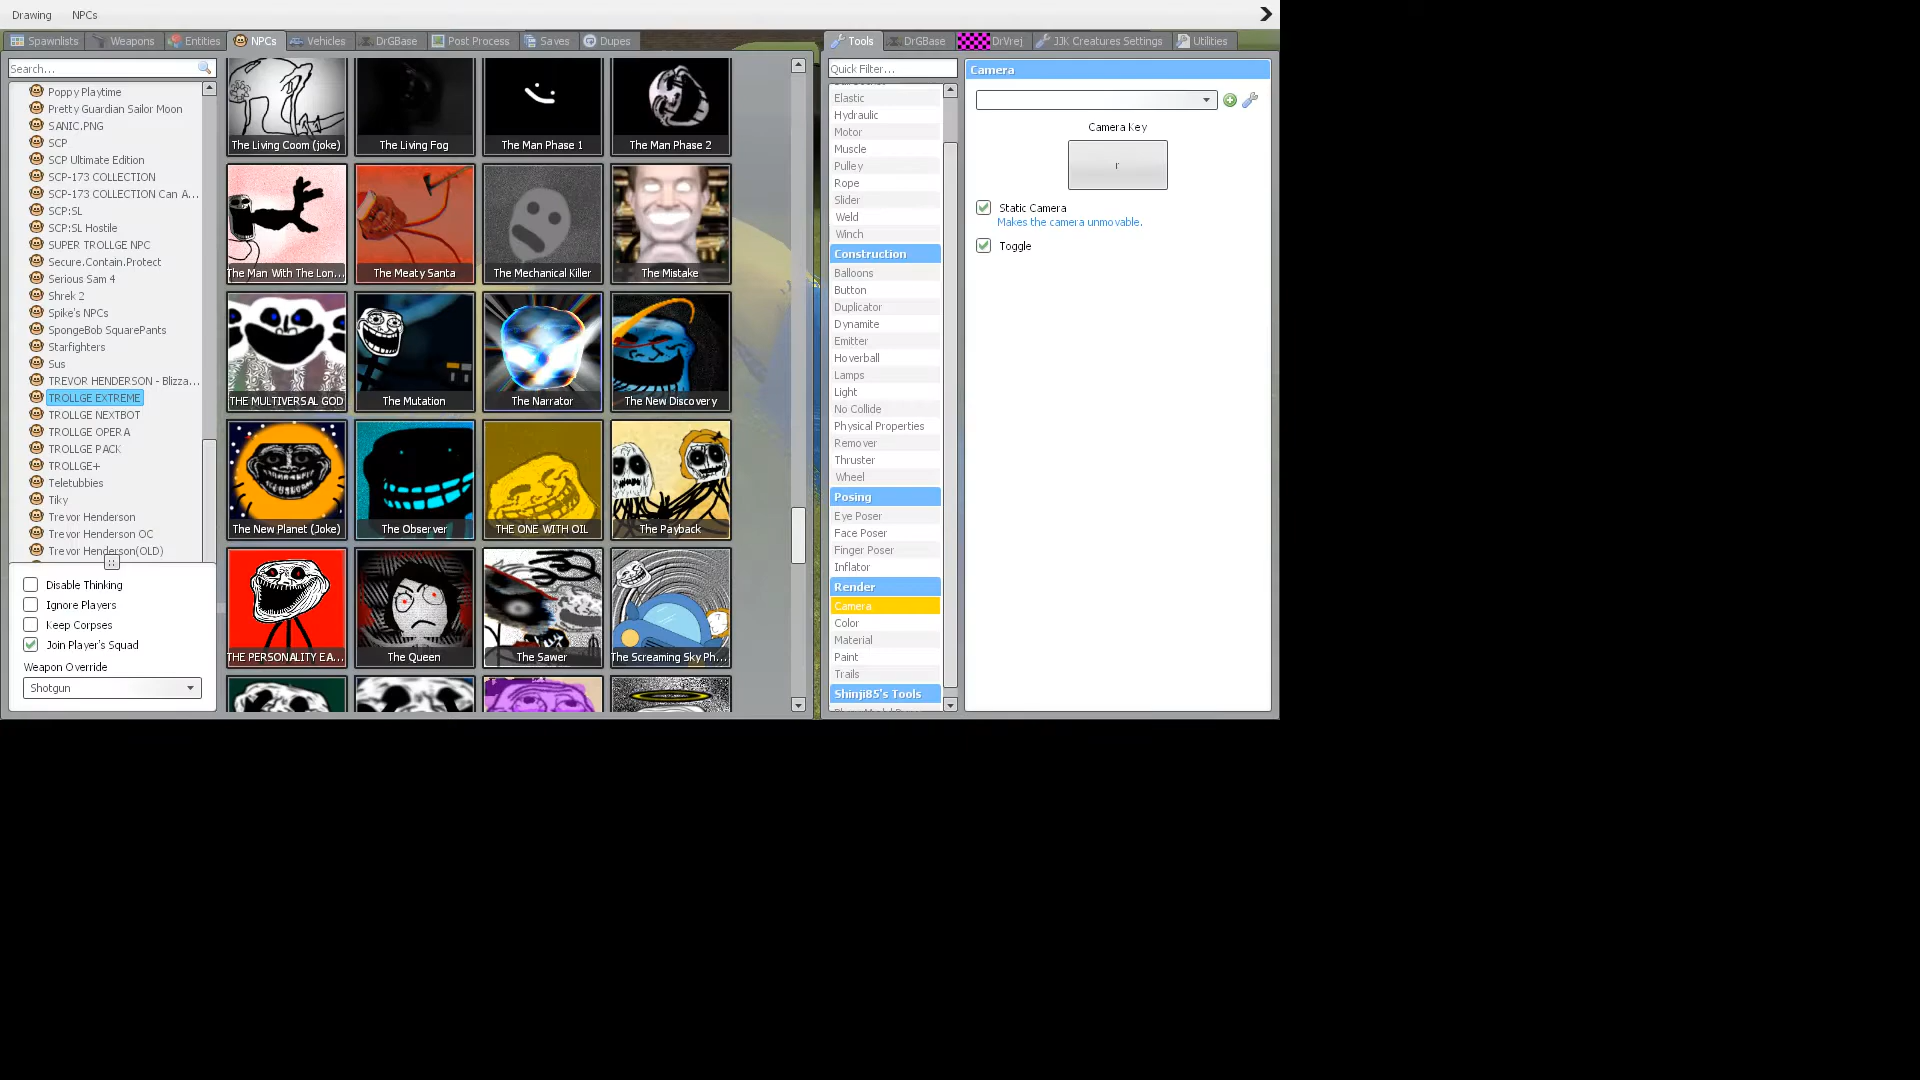 Drawing NPCs
Spawnlists Weapons Entities NPCs Vehicles DrGBase Post Process Saves Dupes
Tools DrGBase DrVrej JJK Creatures Settings Utilities
Search...
Poppy Playtime
Pretty Guardian Sailor Moon
SANIC.PNG
SCP
SCP Ultimate Edition
SCP-173 COLLECTION
SCP-173 COLLECTION Can A...
SCP:SL
SCP:SL Hostile
SUPER TROLLGE NPC
Secure.Contain.Protect
Serious Sam 4
Shrek 2
Spike's NPCs
SpongeBob SquarePants
Starfighters
Sus
TREVOR HENDERSON - Blizza...
TROLLGE EXTREME
TROLLGE NEXTBOT
TROLLGE OPERA
TROLLGE PACK
TROLLGE+
Teletubbies
Tiky
Trevor Henderson
Trevor Henderson OC
Trevor Henderson(OLD)
Disable Thinking
Ignore Players
Keep Corpses
Join Player's Squad
Weapon Override
Shotgun
The Living Coom (joke) The Living Fog The Man Phase 1 The Man Phase 2
The Man With The Lon... The Meaty Santa The Mechanical Killer The Mistake
THE MULTIVERSAL GOD The Mutation The Narrator The New Discovery
The New Planet (Joke) The Observer THE ONE WITH OIL The Payback
THE PERSONALITY EA... The Queen The Sawer The Screaming Sky Ph...
Quick Filter...
Elastic
Hydraulic
Motor
Muscle
Pulley
Rope
Slider
Weld
Winch
Construction
Balloons
Button
Duplicator
Dynamite
Emitter
Hoverball
Lamps
Light
No Collide
Physical Properties
Remover
Thruster
Wheel
Posing
Eye Poser
Face Poser
Finger Poser
Inflator
Render
Camera
Color
Material
Paint
Trails
Shinji85's Tools
Camera
Camera Key
r
Static Camera
Makes the camera unmovable.
Toggle